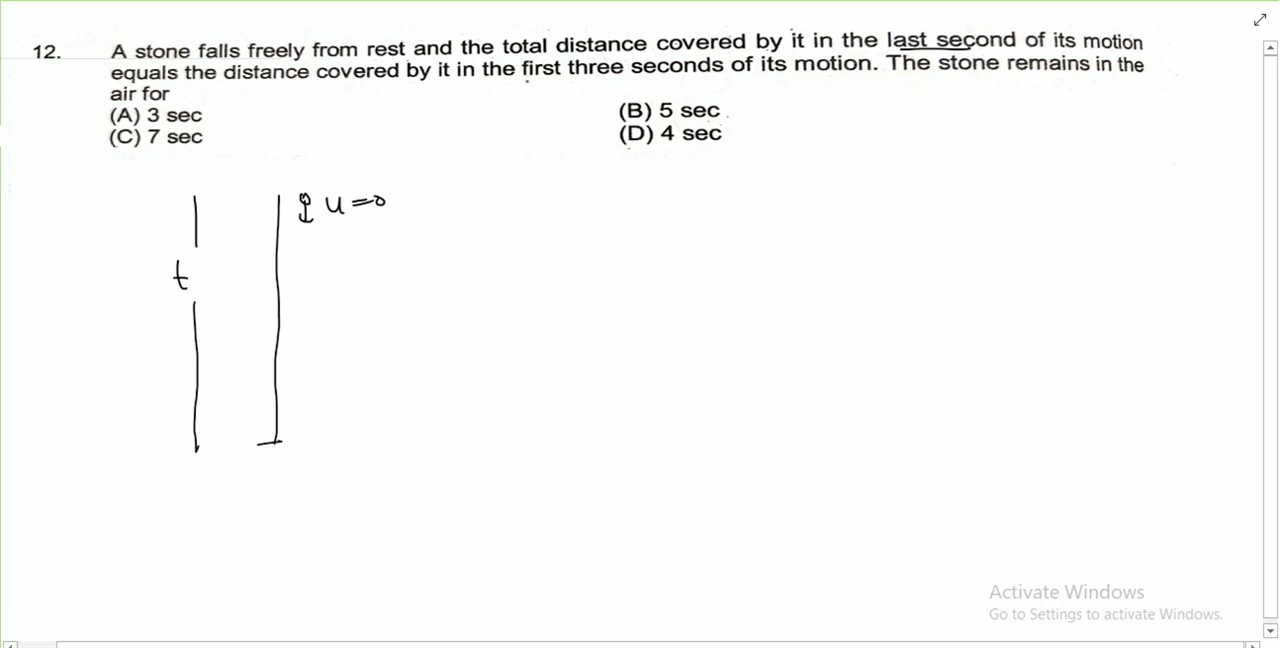 12. A stone falls freely from rest and the total distance covered by it in the last second of its motion
equals the distance covered by it in the first three seconds of its motion. The stone remains in the
air for
(A) 3 sec (B) 5 sec
(C) 7 sec (D) 4 sec
u=0
t
Activate Windows
Go to Settings to activate Windows.